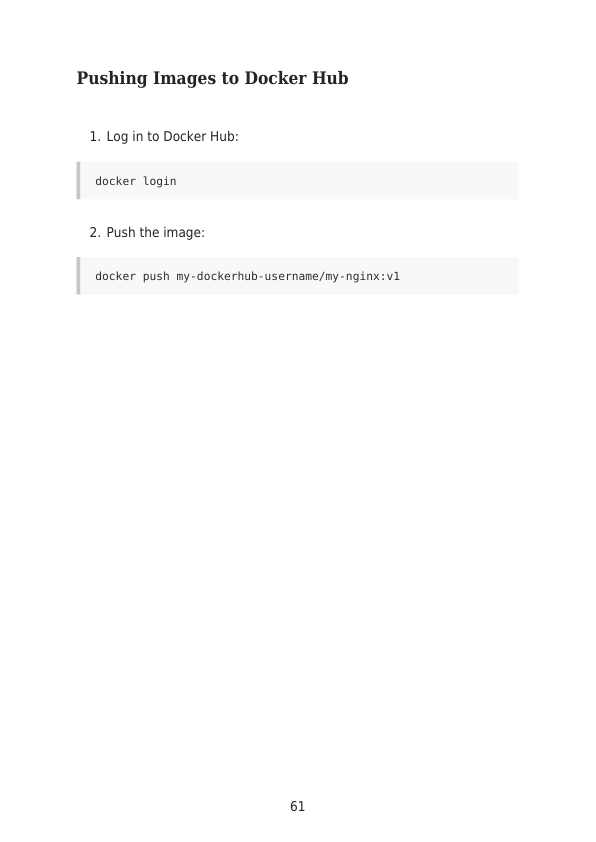 Pushing Images to Docker Hub
1. Log in to Docker Hub:
docker login
2. Push the image:
docker push my-dockerhub-username/my-nginx:v1
61